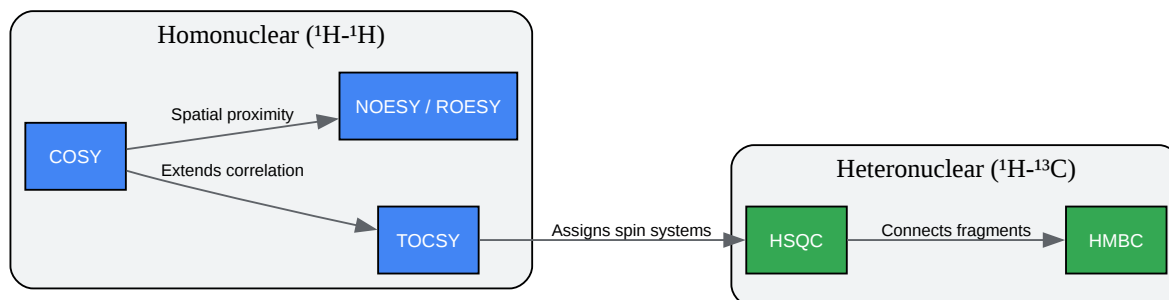 Homonuclear (¹H-¹H)
COSY
Spatial proximity
NOESY / ROESY
Extends correlation
TOCSY
Assigns spin systems
Heteronuclear (¹H-¹³C)
HSQC
Connects fragments
HMBC